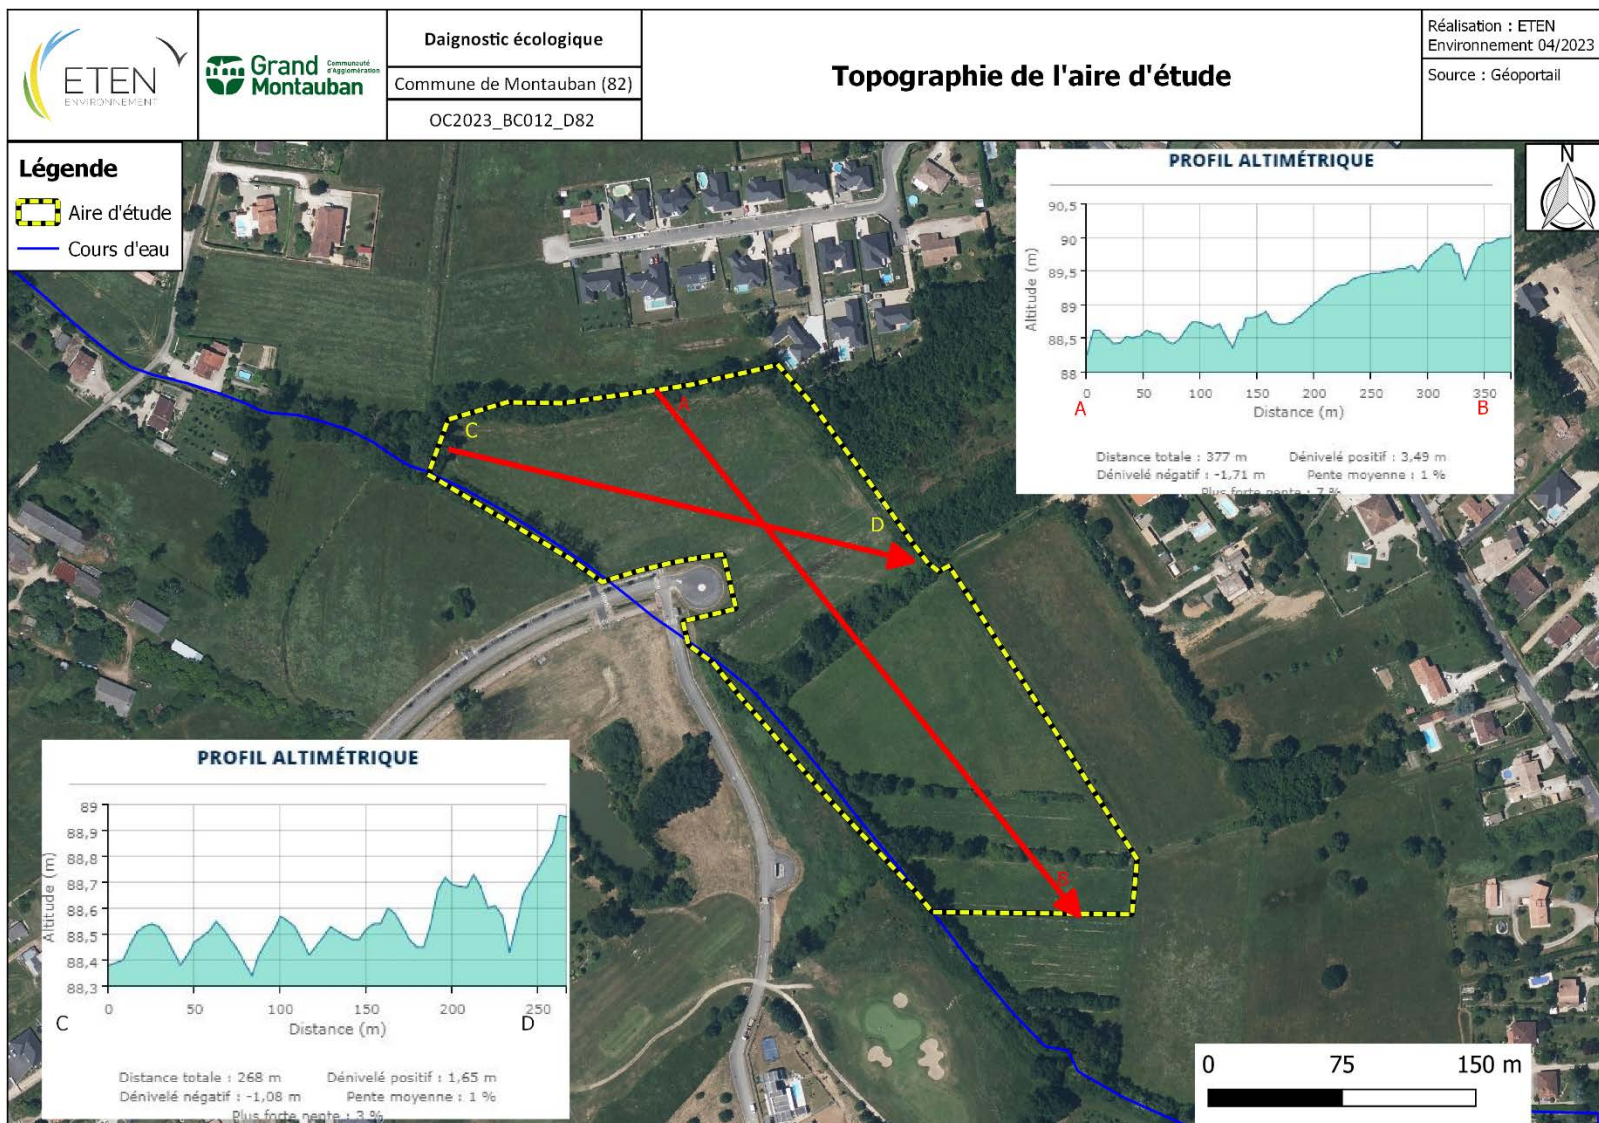 ETEN
ENVIRONNEMENT
Grand
Montauban
Communauté
d'Agglomération
Daignostic écologique
Commune de Montauban (82)
OC2023_BC012_D82
Topographie de l'aire d'étude
Réalisation : ETEN
Environnement 04/2023
Source : Géoportail
Légende
Aire d'étude
Cours d'eau
N
PROFIL ALTIMÉTRIQUE
Altitude (m)
90,5
90
89,5
89
88,5
88
0 50 100 150 200 250 300 350
A Distance (m) B
Distance totale : 377 m Dénivelé positif : 3,49 m
Dénivelé négatif : -1,71 m Pente moyenne : 1 %
Plus forte pente : 7 %
A
C
D
B
PROFIL ALTIMÉTRIQUE
Altitude (m)
89
88,9
88,8
88,7
88,6
88,5
88,4
88,3
0 50 100 150 200 250
C Distance (m) D
Distance totale : 268 m Dénivelé positif : 1,65 m
Dénivelé négatif : -1,08 m Pente moyenne : 1 %
Plus forte pente : 3 %
0 75 150 m